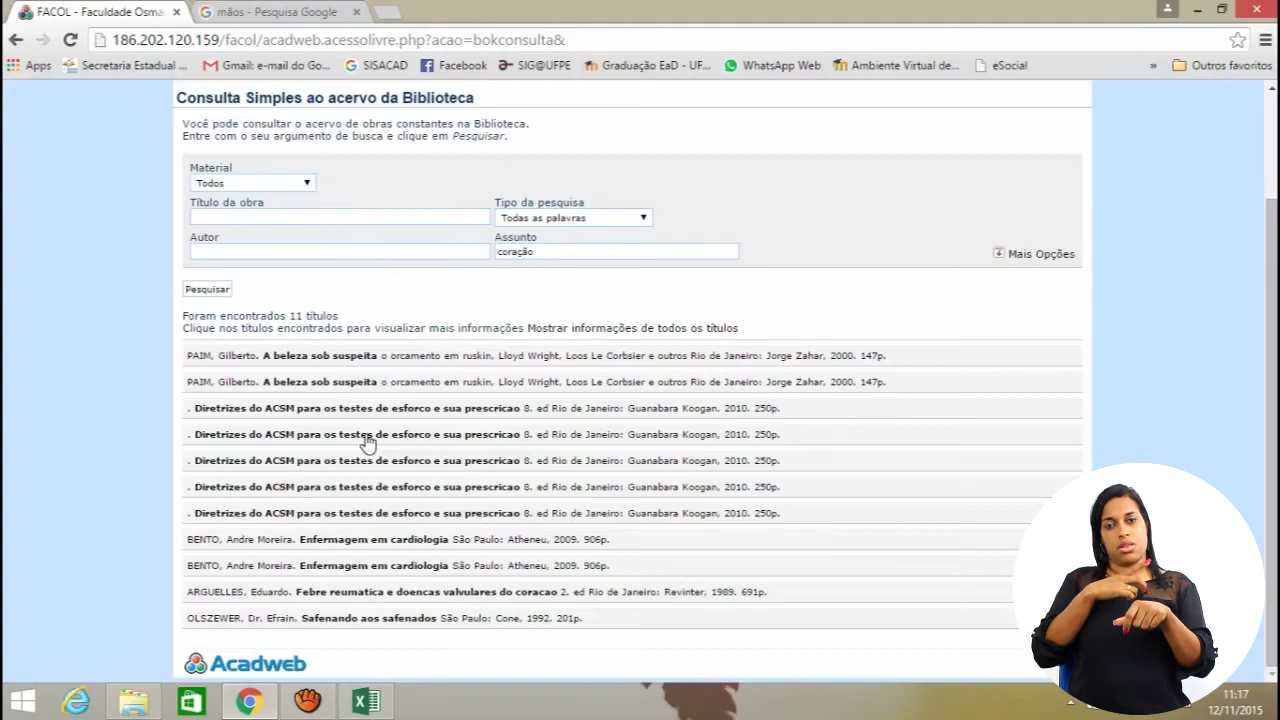 FACOL - Faculdade Osma
mãos - Pesquisa Google
186.202.120.159/facol/acadweb.acessolivre.php?acao=bokconsulta&
Apps
Secretaria Estadual ...
Gmail: e-mail do Go...
SISACAD
Facebook
SIG@UFPE
Graduação EaD - UF...
WhatsApp Web
Ambiente Virtual de...
eSocial
»
Outros favoritos
Consulta Simples ao acervo da Biblioteca
Você pode consultar o acervo de obras constantes na Biblioteca.
Entre com o seu argumento de busca e clique em Pesquisar.
Material
Todos
Título da obra
Tipo da pesquisa
Todas as palavras
Autor
Assunto
coração
Mais Opções
Pesquisar
Foram encontrados 11 títulos
Clique nos títulos encontrados para visualizar mais informações Mostrar informações de todos os títulos
PAIM, Gilberto. A beleza sob suspeita o orcamento em ruskin, Lloyd Wright, Loos Le Corbsier e outros Rio de Janeiro: Jorge Zahar, 2000. 147p.
PAIM, Gilberto. A beleza sob suspeita o orcamento em ruskin, Lloyd Wright, Loos Le Corbsier e outros Rio de Janeiro: Jorge Zahar, 2000. 147p.
. Diretrizes do ACSM para os testes de esforco e sua prescricao 8. ed Rio de Janeiro: Guanabara Koogan, 2010. 250p.
. Diretrizes do ACSM para os testes de esforco e sua prescricao 8. ed Rio de Janeiro: Guanabara Koogan, 2010. 250p.
. Diretrizes do ACSM para os testes de esforco e sua prescricao 8. ed Rio de Janeiro: Guanabara Koogan, 2010. 250p.
. Diretrizes do ACSM para os testes de esforco e sua prescricao 8. ed Rio de Janeiro: Guanabara Koogan, 2010. 250p.
. Diretrizes do ACSM para os testes de esforco e sua prescricao 8. ed Rio de Janeiro: Guanabara Koogan, 2010. 250p.
BENTO, Andre Moreira. Enfermagem em cardiologia São Paulo: Atheneu, 2009. 906p.
BENTO, Andre Moreira. Enfermagem em cardiologia São Paulo: Atheneu, 2009. 906p.
ARGUELLES, Eduardo. Febre reumatica e doencas valvulares do coracao 2. ed Rio de Janeiro: Revinter, 1989. 691p.
OLSZEWER, Dr. Efrain. Safenando aos safenados São Paulo: Cone, 1992. 201p.
Acadweb
11:17
12/11/2015